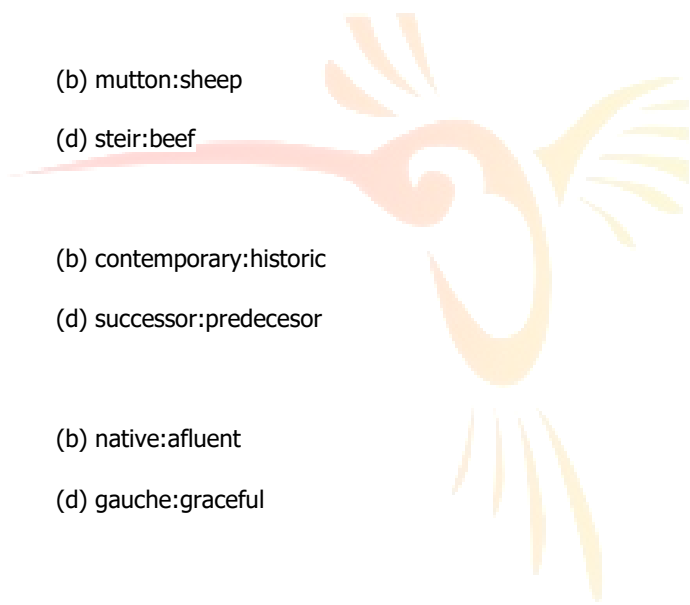 (b) mutton:sheep
(d) steir:beef
(b) contemporary:historic
(d) successor:predecesor
(b) native:afluent
(d) gauche:graceful